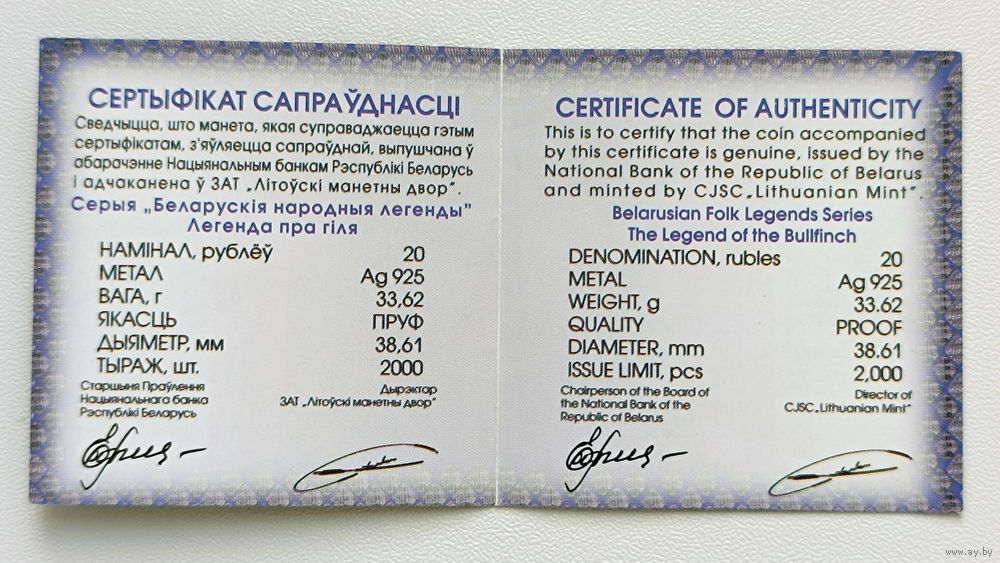 СЕРТЫФІКАТ САПРАЎДНАСЦІ
Сведчыцца, што манета, якая суправаджаецца гэтым
сертыфікатам, з'яўляецца сапраўднай, выпушчана ў
абарачэнне Нацыянальным банкам Рэспублікі Беларусь
і адчаканена ў ЗАТ „Літоўскі манетны двор".
Серыя „Беларускія народныя легенды"
Легенда пра гіля
НАМІНАЛ, рублёў 20
МЕТАЛ Ag 925
ВАГА, г 33,62
ЯКАСЦЬ ПРУФ
ДЫЯМЕТР, мм 38,61
ТЫРАЖ, шт. 2000
Старшыня Праўлення
Нацыянальнага банка
Рэспублікі Беларусь
Дырэктар
ЗАТ „Літоўскі манетны двор"
CERTIFICATE OF AUTHENTICITY
This is to certify that the coin accompanied
by this certificate is genuine, issued by the
National Bank of the Republic of Belarus
and minted by CJSC „Lithuanian Mint".
Belarusian Folk Legends Series
The Legend of the Bullfinch
DENOMINATION, rubles 20
METAL Ag 925
WEIGHT, g 33.62
QUALITY PROOF
DIAMETER, mm 38.61
ISSUE LIMIT, pcs 2,000
Chairperson of the Board of
the National Bank of the
Republic of Belarus
Director of
CJSC „Lithuanian Mint"
www.ay.by